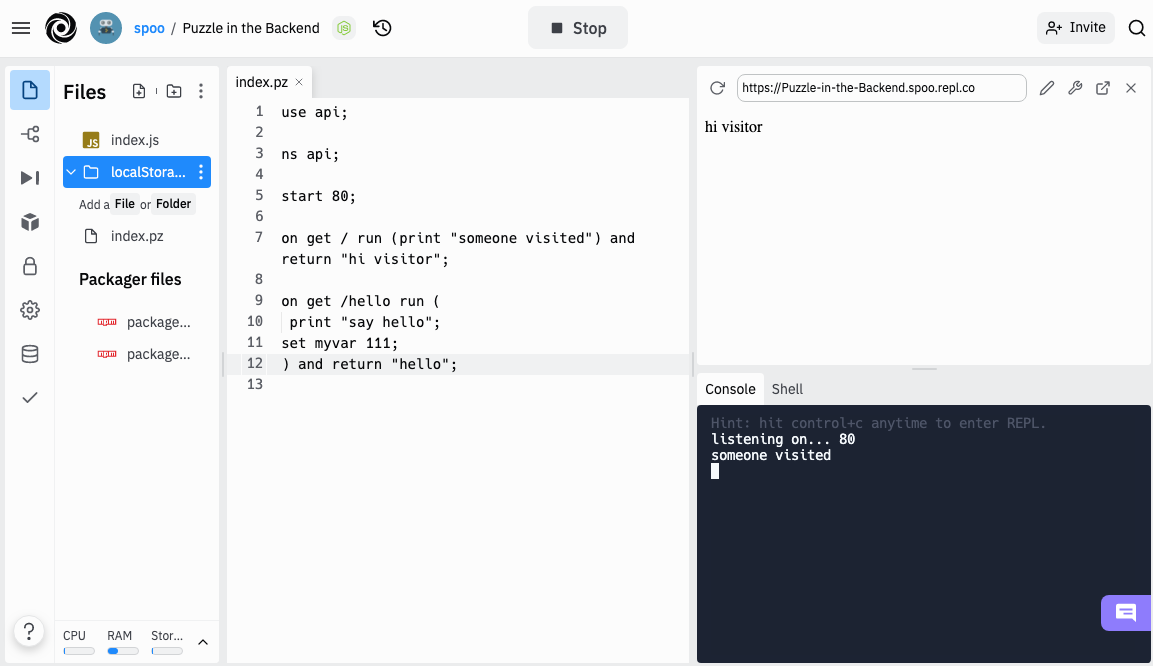 spoo / Puzzle in the Backend
Stop
Invite
Files
JS index.js
localStora...
Add a File or Folder
index.pz
Packager files
npm package...
npm package...
CPU RAM Stor...
?
index.pz ×
1 use api;
2
3 ns api;
4
5 start 80;
6
7 on get / run (print "someone visited") and
return "hi visitor";
8
9 on get /hello run (
10 print "say hello";
11 set myvar 111;
12 ) and return "hello";
13
https://Puzzle-in-the-Backend.spoo.repl.co
hi visitor
Console Shell
Hint: hit control+c anytime to enter REPL.
listening on... 80
someone visited